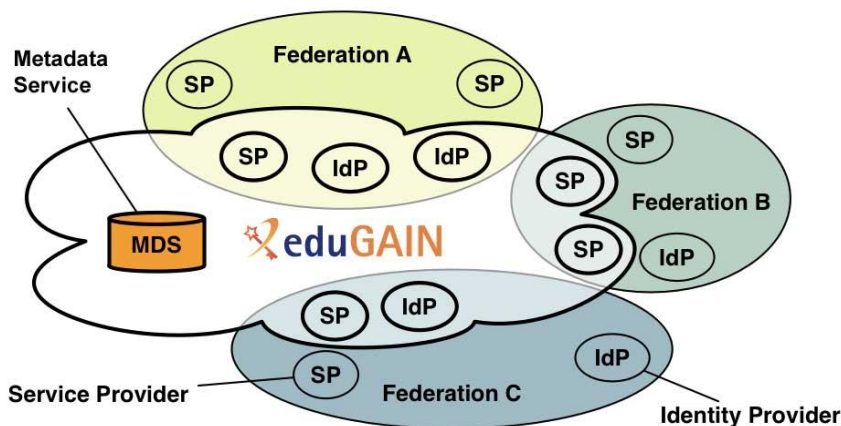 Metadata
Service
Federation A
SP
SP
SP
IdP
IdP
SP
SP
Federation B
SP
IdP
MDS
eduGAIN
SP
IdP
SP
IdP
Service Provider
Federation C
Identity Provider